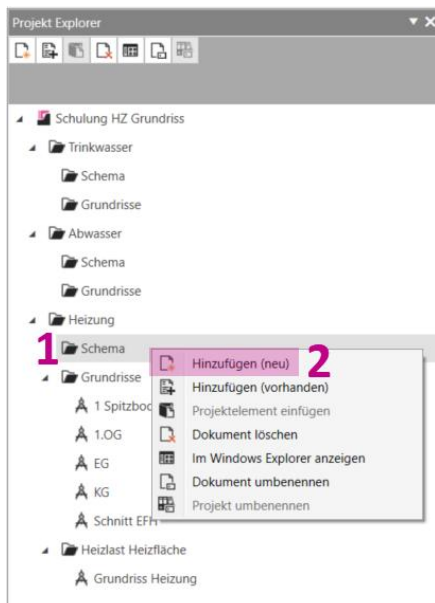 Projekt Explorer
Schulung HZ Grundriss
Trinkwasser
Schema
Grundrisse
Abwasser
Schema
Grundrisse
Heizung
1 Schema
Hinzufügen (neu) 2
Grundrisse
Hinzufügen (vorhanden)
1 Spitzboc
Projektelement einfügen
1.OG
Dokument löschen
EG
Im Windows Explorer anzeigen
KG
Dokument umbenennen
Schnitt EFH
Projekt umbenennen
Heizlast Heizfläche
Grundriss Heizung